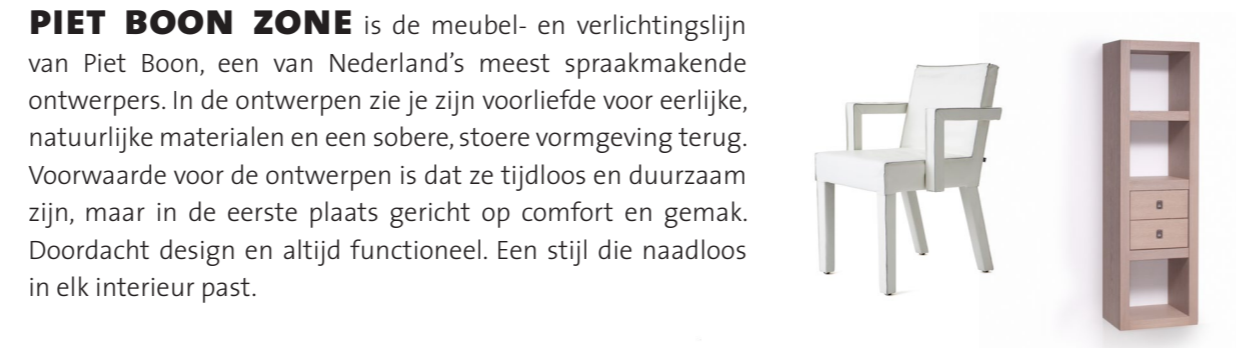 PIET BOON ZONE is de meubel- en verlichtingslijn
van Piet Boon, een van Nederland's meest spraakmakende
ontwerpers. In de ontwerpen zie je zijn voorliefde voor eerlijke,
natuurlijke materialen en een sobere, stoere vormgeving terug.
Voorwaarde voor de ontwerpen is dat ze tijdloos en duurzaam
zijn, maar in de eerste plaats gericht op comfort en gemak.
Doordacht design en altijd functioneel. Een stijl die naadloos
in elk interieur past.